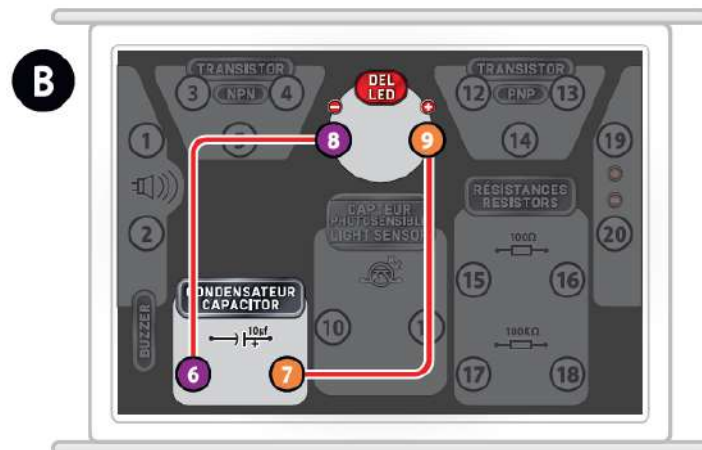 B
TRANSISTOR
3 NPN 4
5
DEL
LED
8
9
TRANSISTOR
12 PNP 13
14
1
2
BUZZER
19
20
CAPTEUR
PHOTOSENSIBLE
LIGHT SENSOR
10
RÉSISTANCES
RESISTORS
100Ω
15 16
100KΩ
17 18
CONDENSATEUR
CAPACITOR
10µf
+
6 7